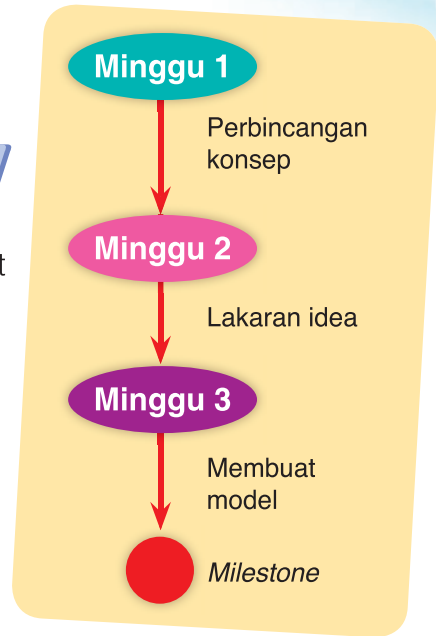 Minggu 1
Perbincangan
konsep
t
Minggu 2
Lakaran idea
Minggu 3
Membuat
model
Milestone